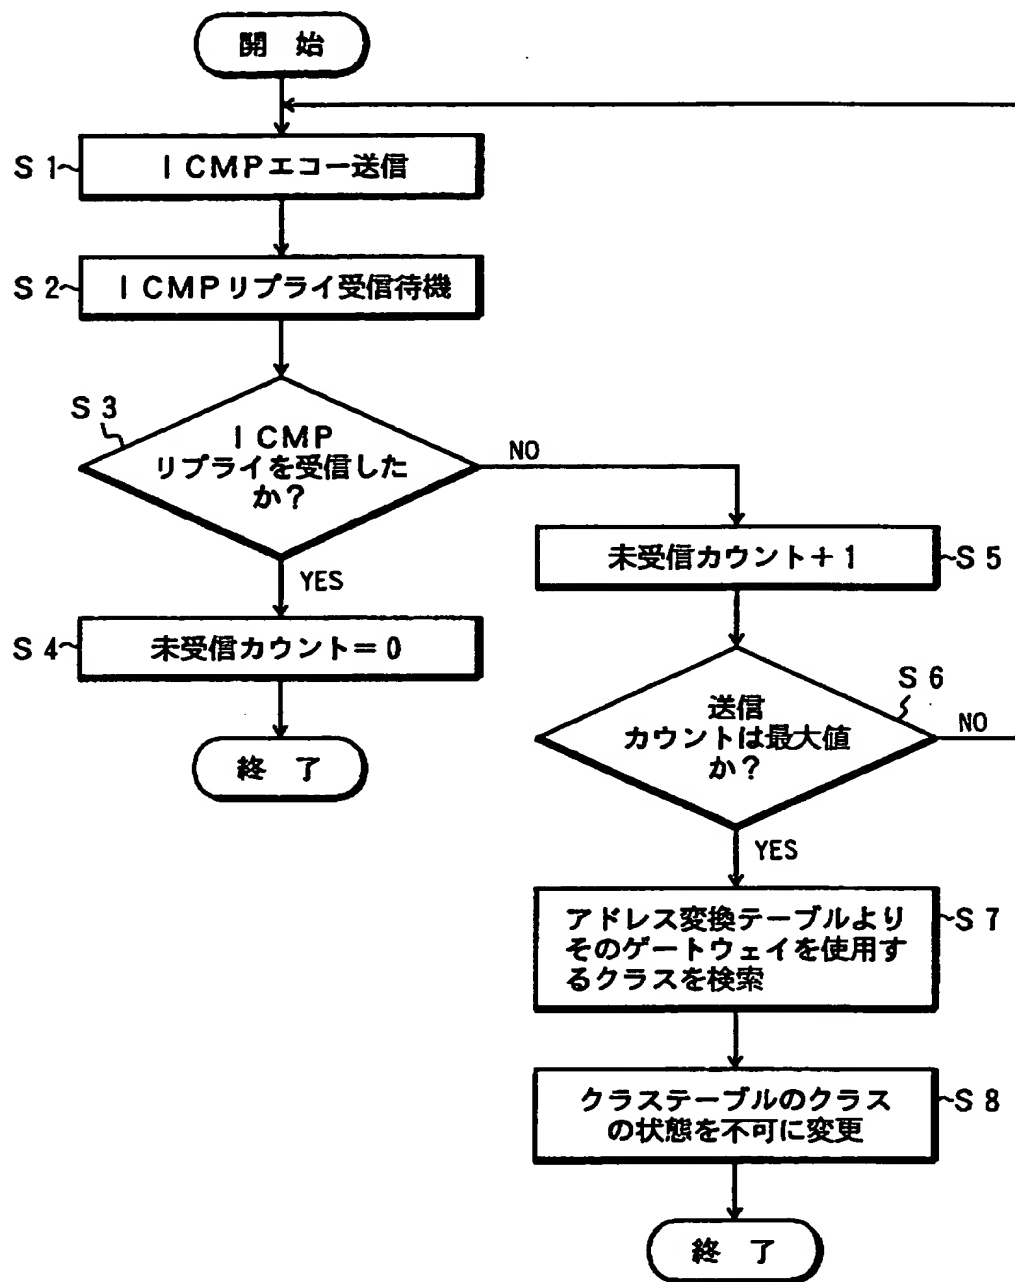 開 始
S 1
ICMPエコー送信
S 2
ICMPリプライ受信待機
S 3
ICMP
リプライを受信した
か?
NO
YES
S 4
未受信カウント=0
終 了
未受信カウント+1
S 5
送信
カウントは最大値
か?
S 6
NO
YES
アドレス変換テーブルより
そのゲートウェイを使用す
るクラスを検索
S 7
クラステーブルのクラス
の状態を不可に変更
S 8
終 了